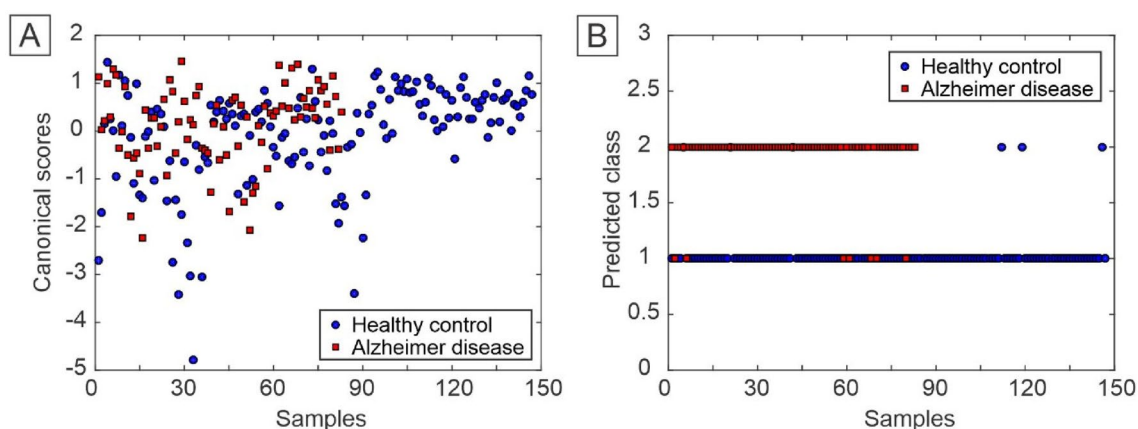 A
2
1
0
-1
-2
-3
-4
-5
Canonical scores
Healthy control
Alzheimer disease
0 30 60 90 120 150
Samples
B
3
2.5
2
1.5
1
0.5
0
Predicted class
Healthy control
Alzheimer disease
0 30 60 90 120 150
Samples